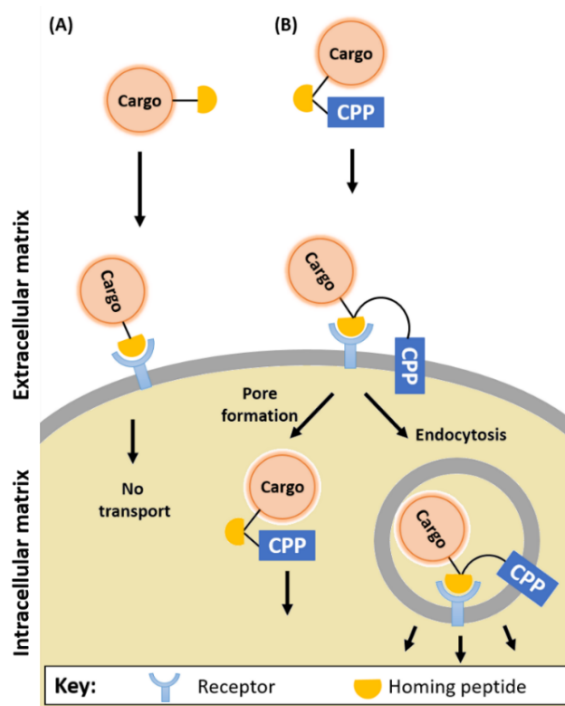 (A)
(B)
Cargo
Cargo
CPP
Extracellular matrix
Cargo
Cargo
CPP
Pore
formation
Endocytosis
No
transport
Cargo
CPP
Cargo
CPP
Intracellular matrix
Key:
Receptor
Homing peptide